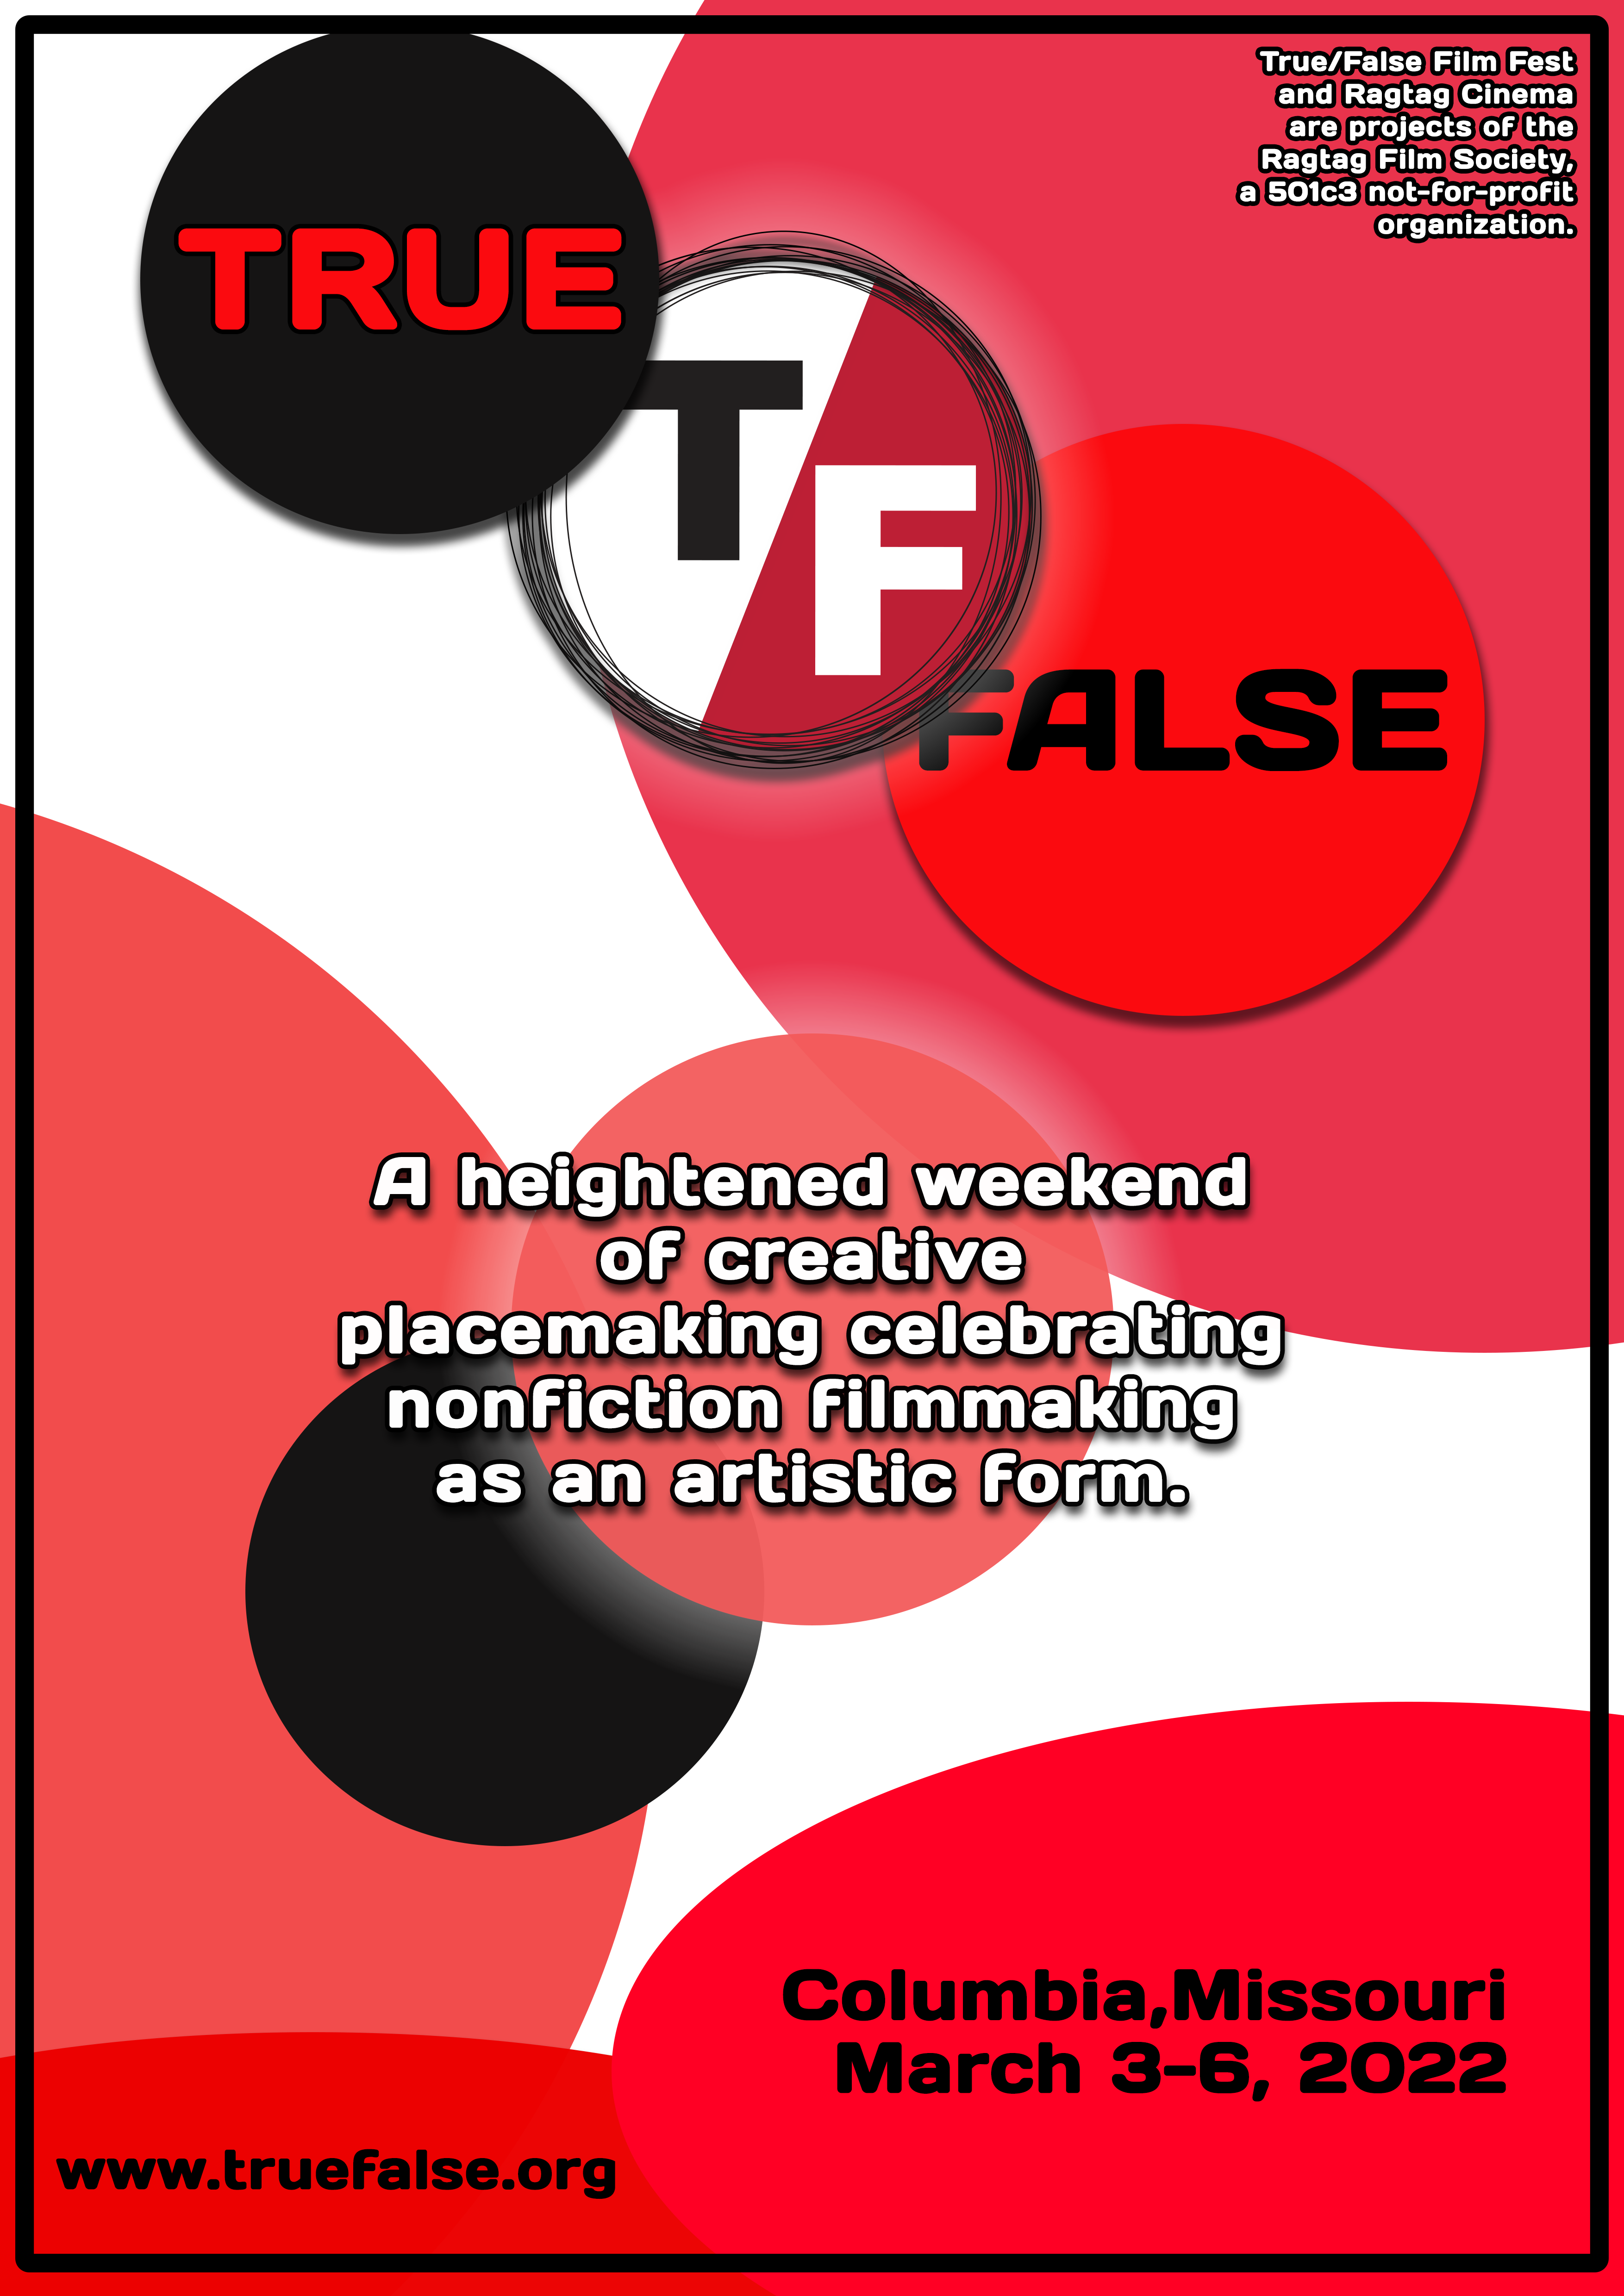 True/False Film Fest
and Ragtag Cinema
are projects of the
Ragtag Film Society,
a 501c3 not-for-profit
organization.
TRUE
T
F
FALSE
A heightened weekend
of creative
placemaking celebrating
nonfiction filmmaking
as an artistic form.
Columbia,Missouri
March 3-6, 2022
www.truefalse.org